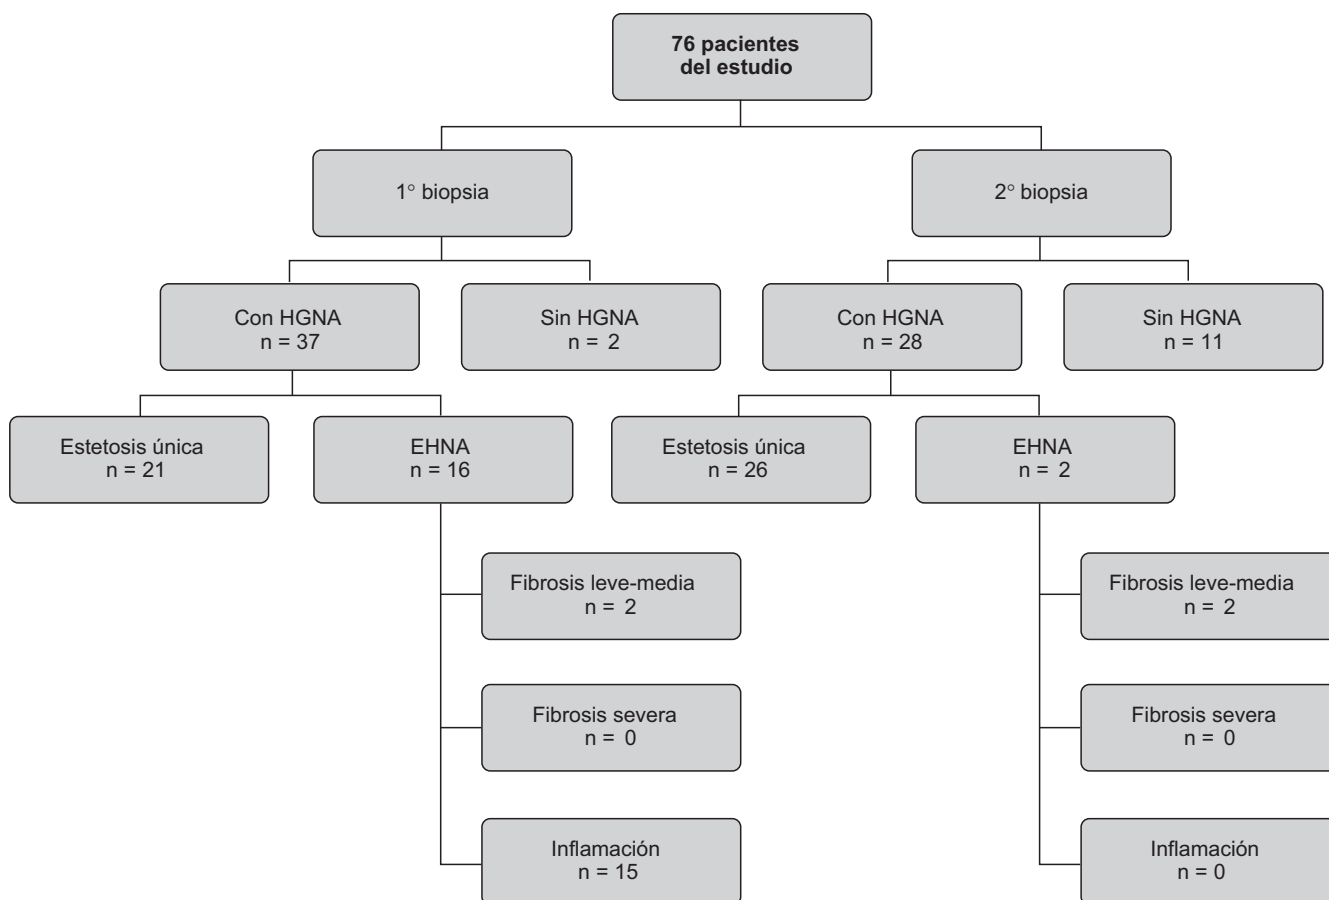 76 pacientes
del estudio
1° biopsia
2° biopsia
Con HGNA
n = 37
Sin HGNA
n = 2
Con HGNA
n = 28
Sin HGNA
n = 11
Estetosis única
n = 21
EHNA
n = 16
Estetosis única
n = 26
EHNA
n = 2
Fibrosis leve-media
n = 2
Fibrosis leve-media
n = 2
Fibrosis severa
n = 0
Fibrosis severa
n = 0
Inflamación
n = 15
Inflamación
n = 0